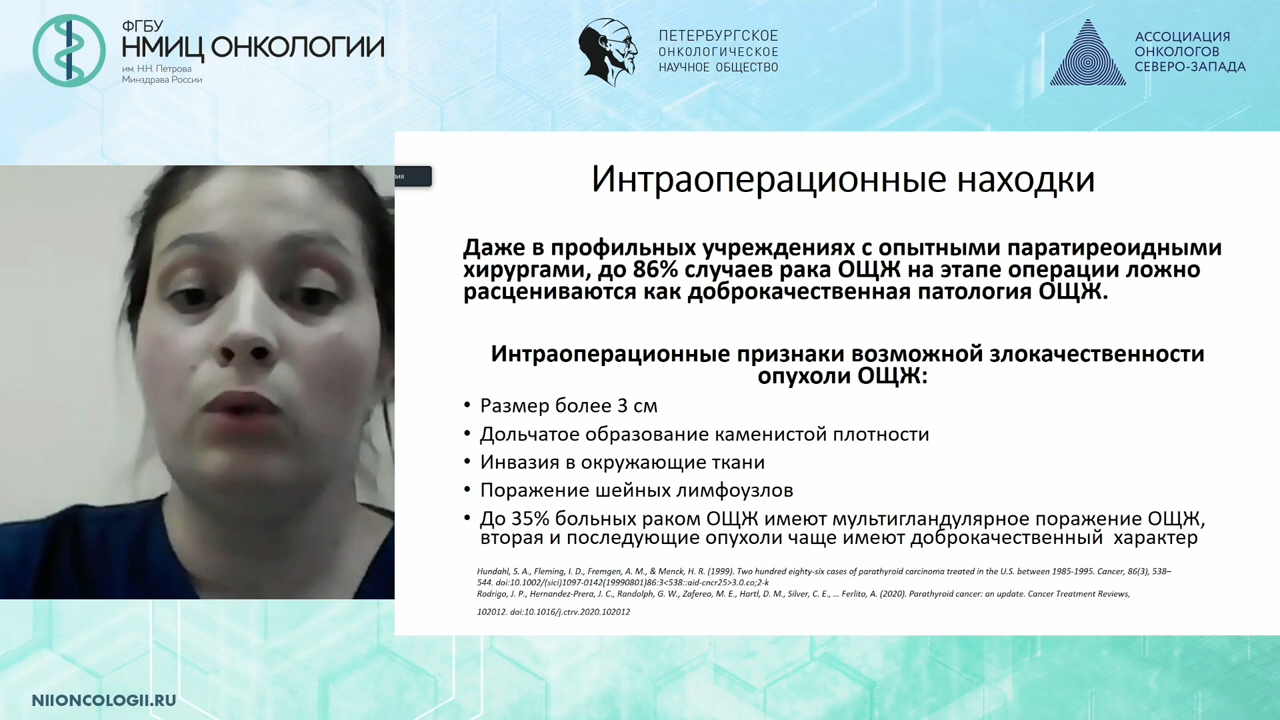 ФГБУ
НМИЦ ОНКОЛОГИИ
им. Н.Н. Петрова
Минздрава России
ПЕТЕРБУРГСКОЕ
ОНКОЛОГИЧЕСКОЕ
НАУЧНОЕ ОБЩЕСТВО
АССОЦИАЦИЯ
ОНКОЛОГОВ
СЕВЕРО-ЗАПАДА
Интраоперационные находки
Даже в профильных учреждениях с опытными паратиреоидными
хирургами, до 86% случаев рака ОЩЖ на этапе операции ложно
расцениваются как доброкачественная патология ОЩЖ.
Интраоперационные признаки возможной злокачественности
опухоли ОЩЖ:
• Размер более 3 см
• Дольчатое образование каменистой плотности
• Инвазия в окружающие ткани
• Поражение шейных лимфоузлов
• До 35% больных раком ОЩЖ имеют мультигландулярное поражение ОЩЖ,
вторая и последующие опухоли чаще имеют доброкачественный характер
Hundahl, S. A., Fleming, I. D., Fremgen, A. M., & Menck, H. R. (1999). Two hundred eighty-six cases of parathyroid carcinoma treated in the U.S. between 1985-1995. Cancer, 86(3), 538–
544. doi:10.1002/(sici)1097-0142(19990801)86:3<538::aid-cncr25>3.0.co;2-k
Rodrigo, J. P., Hernandez-Prera, J. C., Randolph, G. W., Zafereo, M. E., Hartl, D. M., Silver, C. E., … Ferlito, A. (2020). Parathyroid cancer: an update. Cancer Treatment Reviews,
102012. doi:10.1016/j.ctrv.2020.102012
NIIONCOLOGII.RU